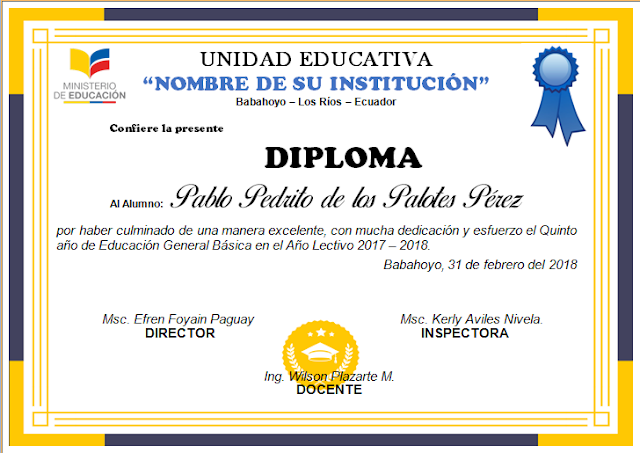 MINISTERIO
DE EDUCACIÓN
UNIDAD EDUCATIVA
“NOMBRE DE SU INSTITUCIÓN”
Babahoyo – Los Ríos – Ecuador
Confiere la presente
DIPLOMA
Al Alumno: Pablo Pedrito de los Palotes Pérez
por haber culminado de una manera excelente, con mucha dedicación y esfuerzo el Quinto
año de Educación General Básica en el Año Lectivo 2017 – 2018.
Babahoyo, 31 de febrero del 2018
Msc. Efren Foyain Paguay
DIRECTOR
Msc. Kerly Aviles Nivela.
INSPECTORA
Ing. Wilson Plazarte M.
DOCENTE